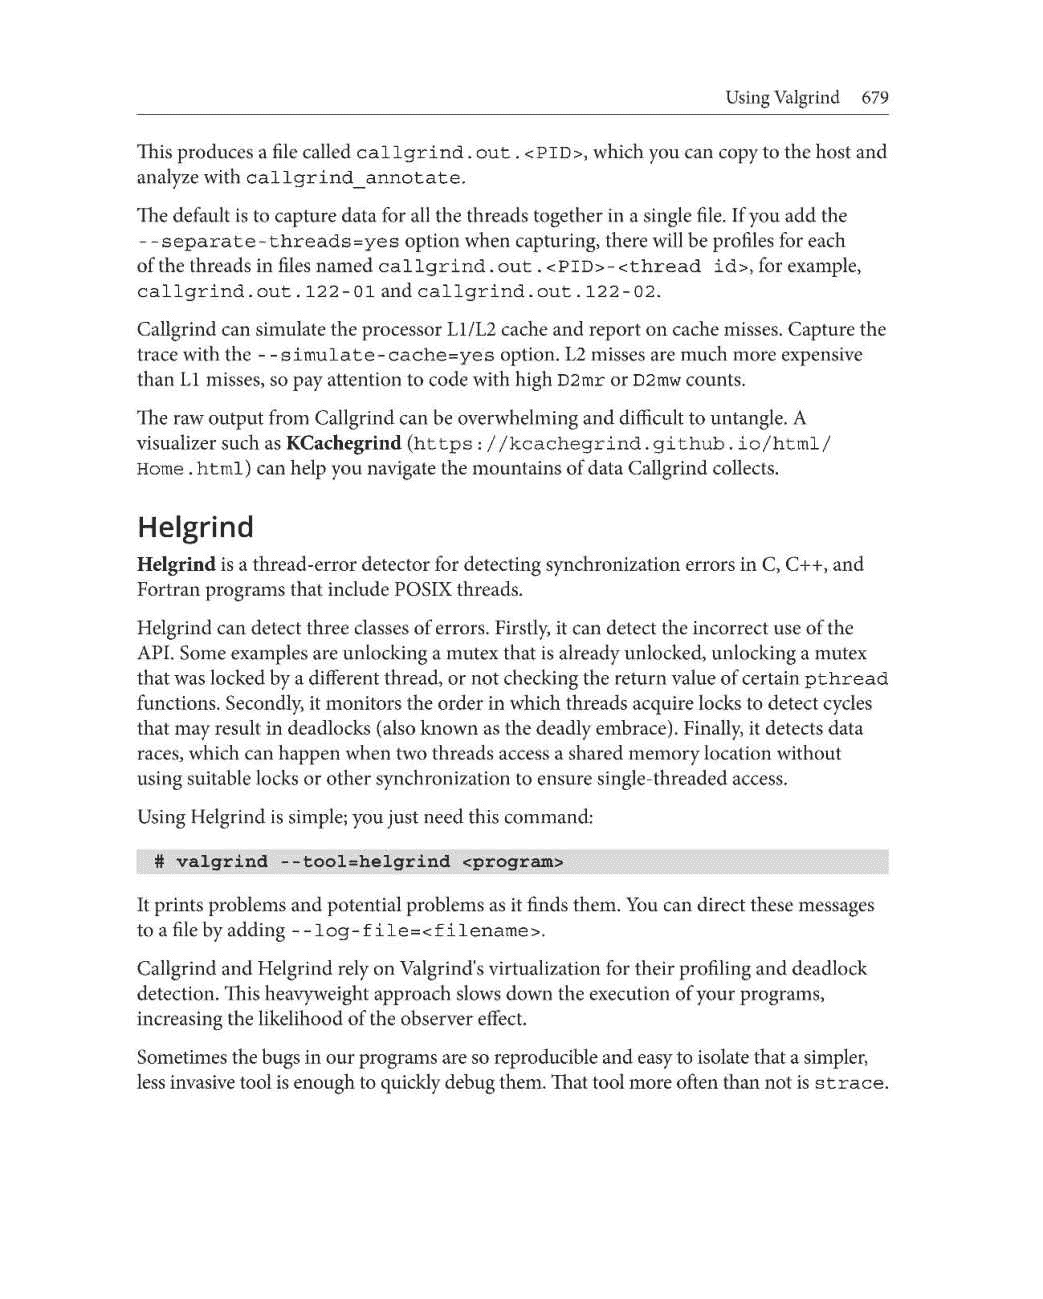 Using Valgrind 679
This produces a file called callgrind.out.<PID>, which you can copy to the host and
analyze with callgrind_annotate.
The default is to capture data for all the threads together in a single file. If you add the
--separate-threads=yes option when capturing, there will be profiles for each
of the threads in files named callgrind.out.<PID>-<thread id>, for example,
callgrind.out.122-01 and callgrind.out.122-02.
Callgrind can simulate the processor L1/L2 cache and report on cache misses. Capture the
trace with the --simulate-cache=yes option. L2 misses are much more expensive
than L1 misses, so pay attention to code with high D2mr or D2mw counts.
The raw output from Callgrind can be overwhelming and difficult to untangle. A
visualizer such as KCachegrind (https://kcachegrind.github.io/html/
Home.html) can help you navigate the mountains of data Callgrind collects.
Helgrind
Helgrind is a thread-error detector for detecting synchronization errors in C, C++, and
Fortran programs that include POSIX threads.
Helgrind can detect three classes of errors. Firstly, it can detect the incorrect use of the
API. Some examples are unlocking a mutex that is already unlocked, unlocking a mutex
that was locked by a different thread, or not checking the return value of certain pthread
functions. Secondly, it monitors the order in which threads acquire locks to detect cycles
that may result in deadlocks (also known as the deadly embrace). Finally, it detects data
races, which can happen when two threads access a shared memory location without
using suitable locks or other synchronization to ensure single-threaded access.
Using Helgrind is simple; you just need this command:
# valgrind --tool=helgrind <program>
It prints problems and potential problems as it finds them. You can direct these messages
to a file by adding --log-file=<filename>.
Callgrind and Helgrind rely on Valgrind's virtualization for their profiling and deadlock
detection. This heavyweight approach slows down the execution of your programs,
increasing the likelihood of the observer effect.
Sometimes the bugs in our programs are so reproducible and easy to isolate that a simpler,
less invasive tool is enough to quickly debug them. That tool more often than not is strace.